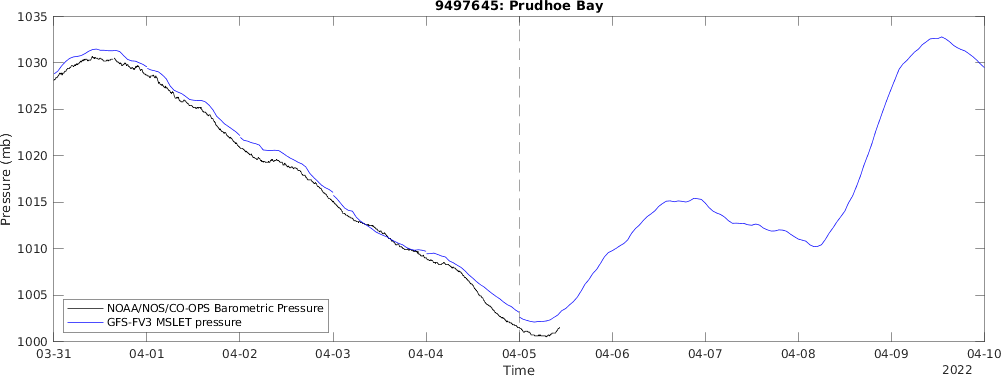 9497645: Prudhoe Bay
1035
1030
1025
1020
1015
1010
1005
1000
Pressure (mb)
NOAA/NOS/CO-OPS Barometric Pressure
GFS-FV3 MSLET pressure
03-31 04-01 04-02 04-03 04-04 04-05 04-06 04-07 04-08 04-09 04-10
Time
2022